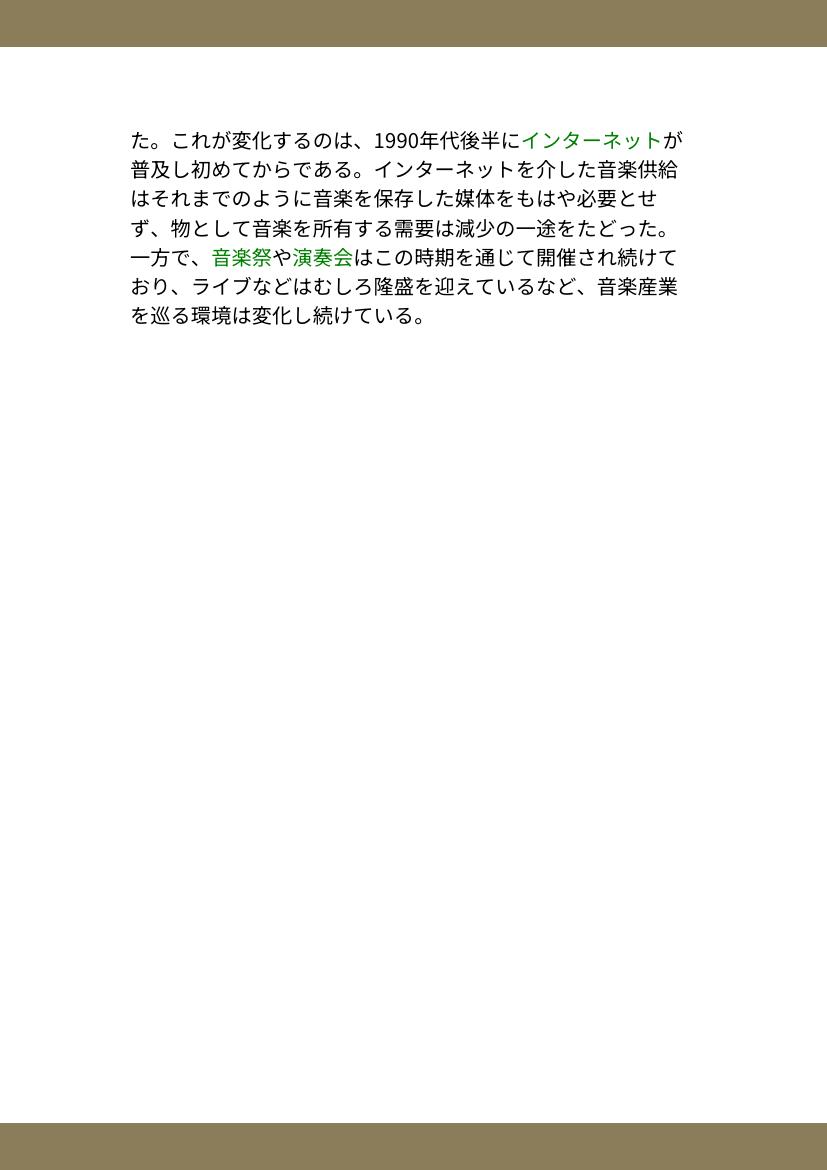 た。これが変化するのは、1990年代後半にインターネットが
普及し初めてからである。インターネットを介した音楽供給
はそれまでのように音楽を保存した媒体をもはや必要とせ
ず、物として音楽を所有する需要は減少の一途をたどった。
一方で、音楽祭や演奏会はこの時期を通じて開催され続けて
おり、ライブなどはむしろ隆盛を迎えているなど、音楽産業
を巡る環境は変化し続けている。